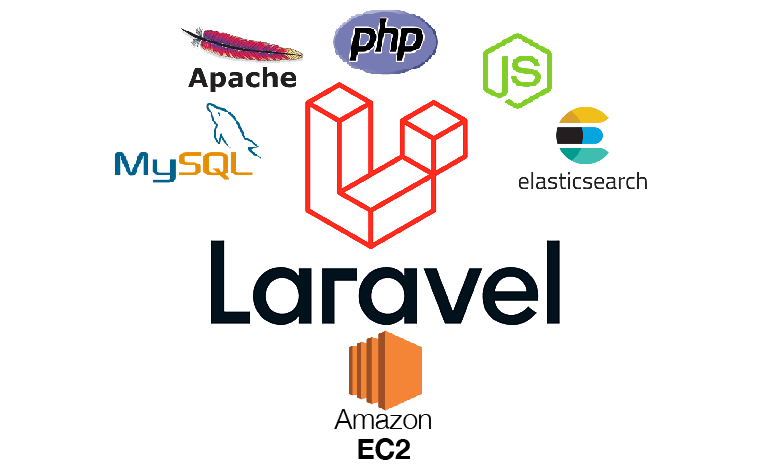 php
Apache
JS
MySQL
elasticsearch
Laravel
Amazon
EC2